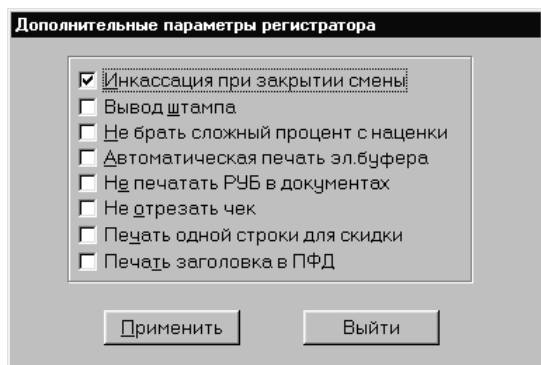 Дополнительные параметры регистратора
Инкассация при закрытии смены
Вывод штампа
Не брать сложный процент с наценки
Автоматическая печать эл.буфера
Не печатать РУБ в документах
Не отрезать чек
Печать одной строки для скидки
Печать заголовка в ПФД
Применить
Выйти